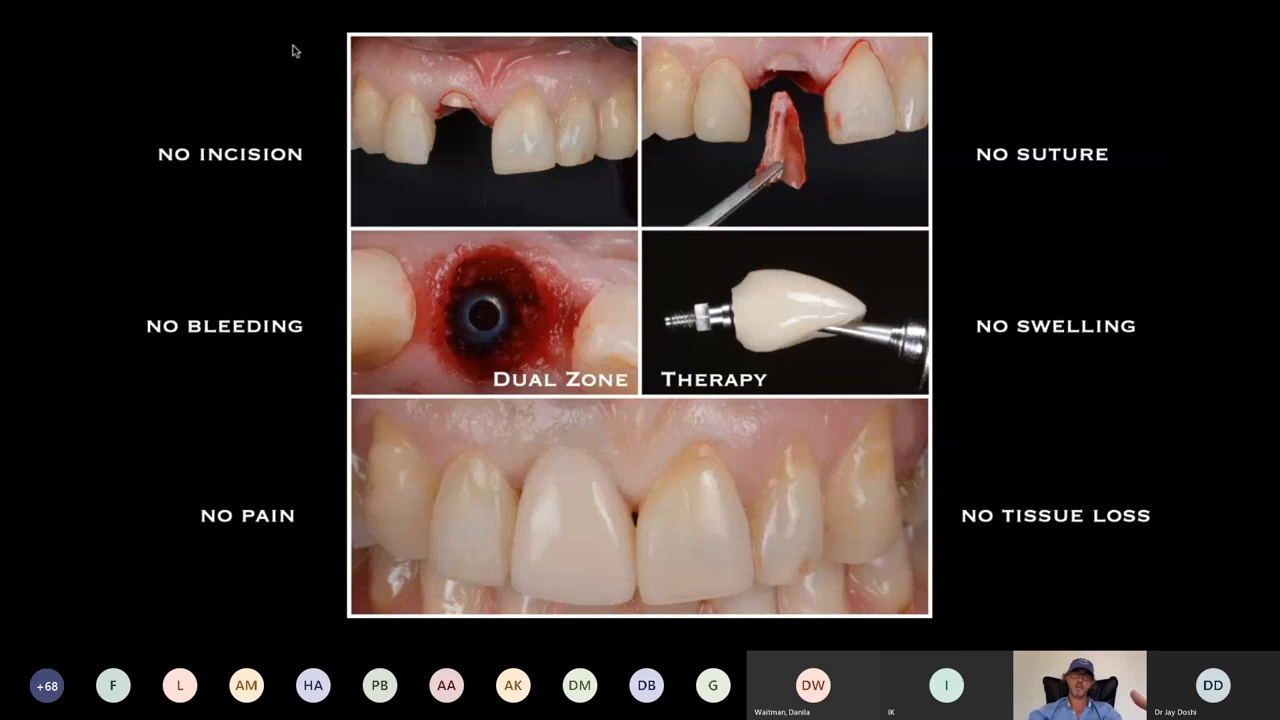 NO INCISION
NO SUTURE
NO BLEEDING
NO SWELLING
DUAL ZONE THERAPY
NO PAIN
NO TISSUE LOSS
+68
F
L
AM
HA
PB
AA
AK
DM
DB
G
DW
I
DD
Waitman, Danila
IK
Dr Jay Doshi